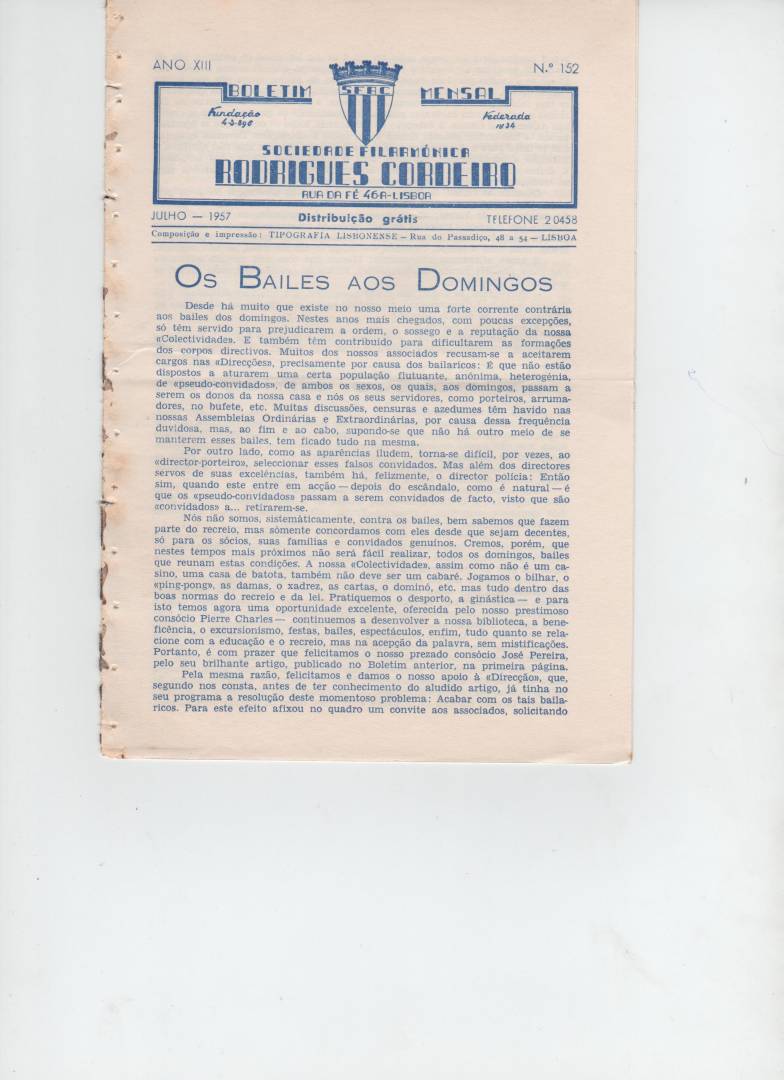 ANO XIII
N.º 152
BOLETIM
SFRC
MENSAL
Fundação
Federada
1934
SOCIEDADE FILARMÓNICA
RODRIGUES CORDEIRO
RUA DA FÉ 46A-LISBOA
JULHO — 1957
Distribuição grátis
TELEFONE 20458
Composição e impressão: TIPOGRAFIA LISBONENSE — Rua do Passadiço, 48 a 54 — LISBOA
OS BAILES AOS DOMINGOS
Desde há muito que existe no nosso meio uma forte corrente contrária
aos bailes dos domingos. Nestes anos mais chegados, com poucas excepções,
só têm servido para prejudicarem a ordem, o sossego e a reputação da nossa
«Colectividade». E também têm contribuído para dificultarem as formações
dos corpos directivos. Muitos dos nossos associados recusam-se a aceitarem
cargos nas «Direcções», precisamente por causa dos bailaricos: É que não estão
dispostos a aturarem uma certa população flutuante, anónima, heterogénia,
de «pseudo-convidados», de ambos os sexos, os quais, aos domingos, passam a
serem os donos da nossa casa e nós os seus servidores, como porteiros, arruma-
dores, no bufete, etc. Muitas discussões, censuras e azedumes têm havido nas
nossas Assembleias Ordinárias e Extraordinárias, por causa dessa frequência
duvidosa, mas, ao fim e ao cabo, supondo-se que não há outro meio de se
manterem esses bailes, tem ficado tudo na mesma.
Por outro lado, como as aparências iludem, torna-se difícil, por vezes, ao
«director-porteiro», seleccionar esses falsos convidados. Mas além dos directores
servos de suas excelências, também há, felizmente, o director polícia: Então
sim, quando este entre em acção — depois do escândalo, como é natural — é
que os «pseudo-convidados» passam a serem convidados de facto, visto que são
«convidados» a... retirarem-se.
Nós não somos, sistemàticamente, contra os bailes, bem sabemos que fazem
parte do recreio, mas sòmente concordamos com eles desde que sejam decentes,
só para os sócios, suas famílias e convidados genuínos. Cremos, porém, que
nestes tempos mais próximos não será fácil realizar, todos os domingos, bailes
que reunam estas condições. A nossa «Colectividade», assim como não é um ca-
sino, uma casa de batota, também não deve ser um cabaré. Jogamos o bilhar, o
«ping-pong», as damas, o xadrez, as cartas, o dominó, etc. mas tudo dentro das
boas normas do recreio e da lei. Pratiquemos o desporto, a ginástica — e para
isto temos agora uma oportunidade excelente, oferecida pelo nosso prestimoso
consócio Pierre Charles — continuemos a desenvolver a nossa biblioteca, a bene-
ficência, o excursionismo, festas, bailes, espectáculos, enfim, tudo quanto se rela-
cione com a educação e o recreio, mas na acepção da palavra, sem mistificações.
Portanto, é com prazer que felicitamos o nosso prezado consócio José Pereira,
pelo seu brilhante artigo, publicado no Boletim anterior, na primeira página.
Pela mesma razão, felicitamos e damos o nosso apoio à «Direcção», que,
segundo nos consta, antes de ter conhecimento do aludido artigo, já tinha no
seu programa a resolução deste momentoso problema: Acabar com os tais baila-
ricos. Para este efeito afixou no quadro um convite aos associados, solicitando